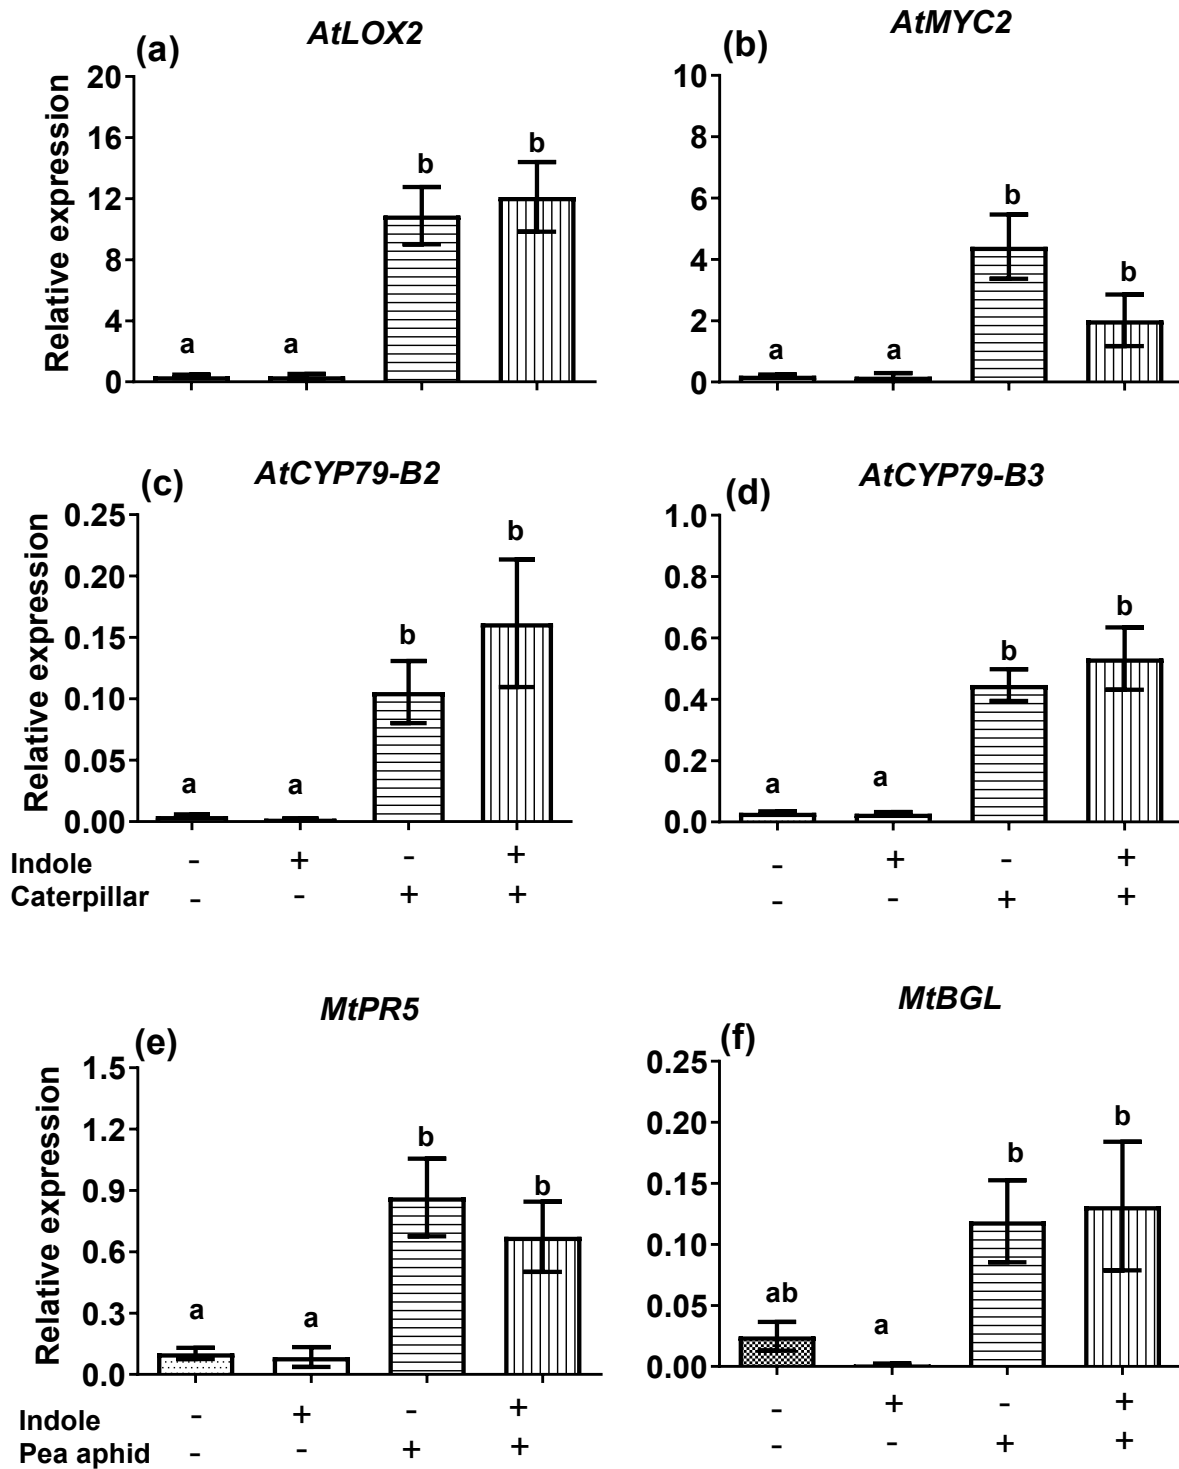 (a) AtLOX2
Relative expression
20
16
12
8
4
0
a a b b
(b) AtMYC2
10
8
6
4
2
0
a a b b
(c) AtCYP79-B2
Relative expression
0.25
0.20
0.15
0.10
0.05
0.00
a a b b
Indole - + - +
Caterpillar - - + +
(d) AtCYP79-B3
1.0
0.8
0.6
0.4
0.2
0.0
a a b b
- + - +
- - + +
(e) MtPR5
Relative expression
1.5
1.2
0.9
0.6
0.3
0.0
a a b b
Indole - + - +
Pea aphid - - + +
(f) MtBGL
0.25
0.20
0.15
0.10
0.05
0.00
ab a b b
- + - +
- - + +